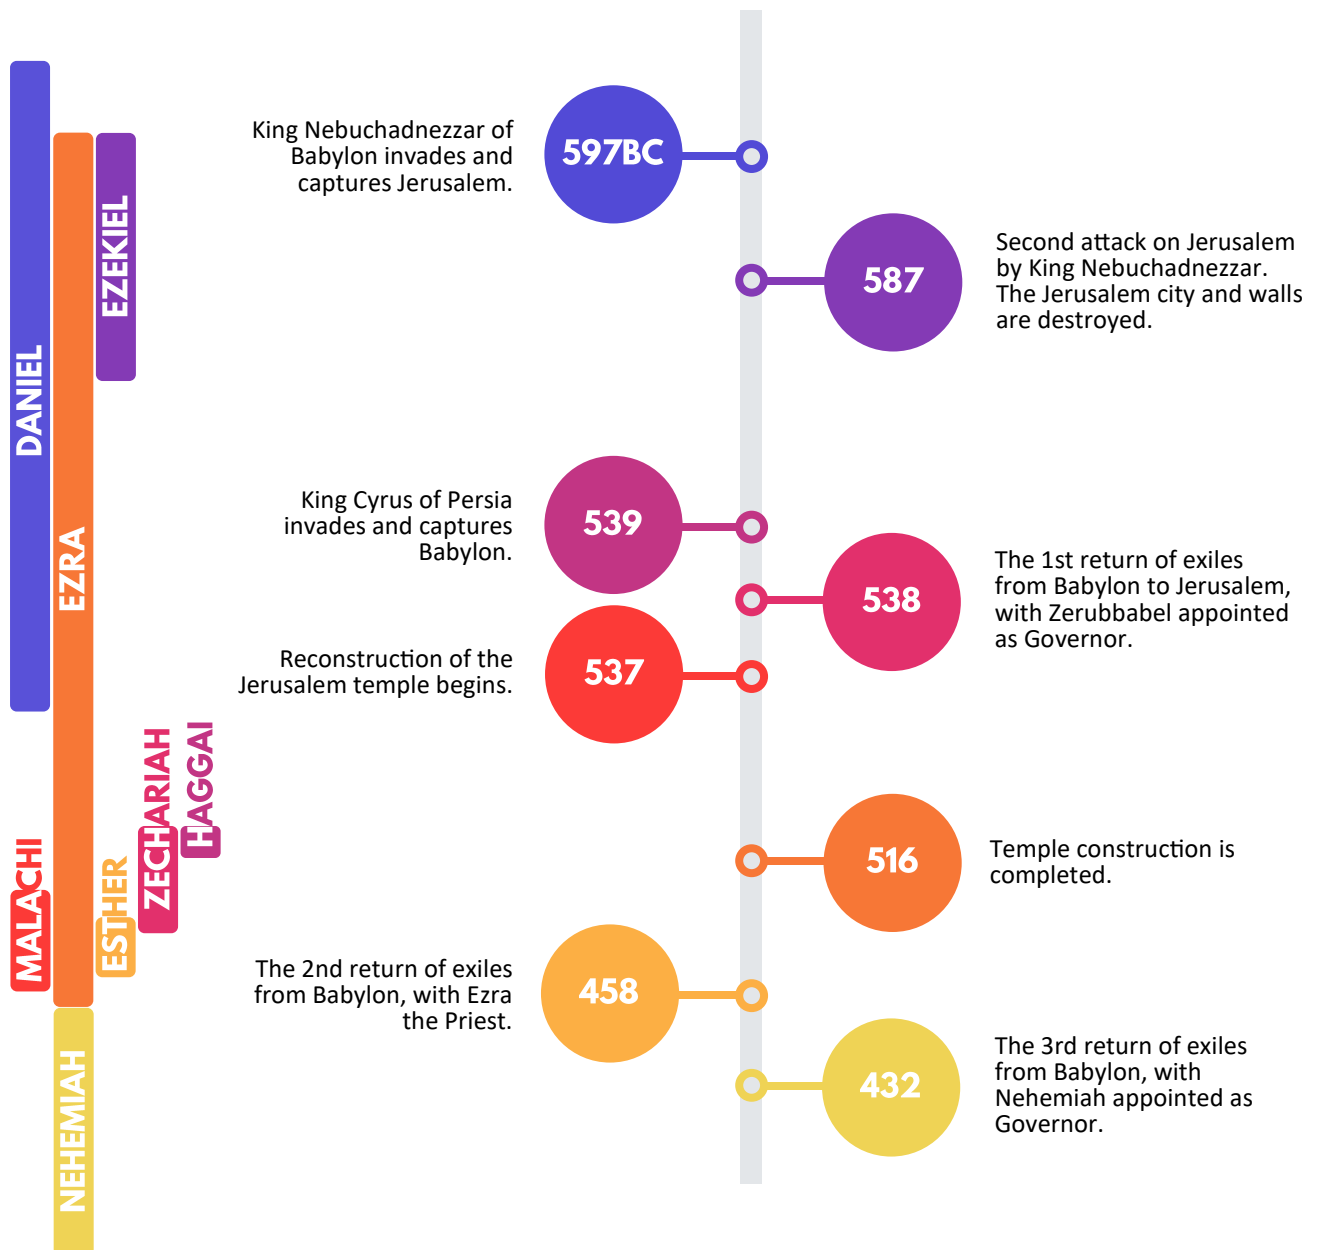 DANIEL
EZRA
EZEKIEL
MALACHI
ESTHER
ZECHARIAH
HAGGAI
NEHEMIAH
King Nebuchadnezzar of
Babylon invades and
captures Jerusalem.
597BC
587
Second attack on Jerusalem
by King Nebuchadnezzar.
The Jerusalem city and walls
are destroyed.
King Cyrus of Persia
invades and captures
Babylon.
539
538
The 1st return of exiles
from Babylon to Jerusalem,
with Zerubbabel appointed
as Governor.
Reconstruction of the
Jerusalem temple begins.
537
516
Temple construction is
completed.
The 2nd return of exiles
from Babylon, with Ezra
the Priest.
458
432
The 3rd return of exiles
from Babylon, with
Nehemiah appointed as
Governor.